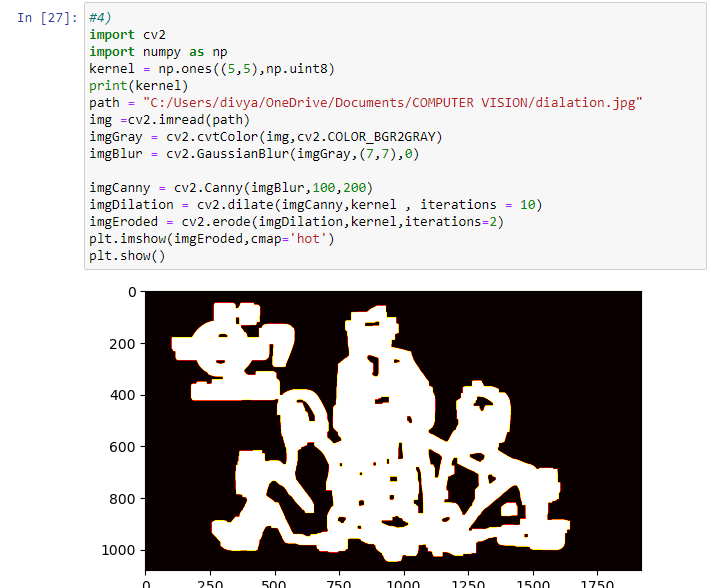 In [27]: #4)
import cv2
import numpy as np
kernel = np.ones((5,5),np.uint8)
print(kernel)
path = "C:/Users/divya/OneDrive/Documents/COMPUTER VISION/dialation.jpg"
img =cv2.imread(path)
imgGray = cv2.cvtColor(img,cv2.COLOR_BGR2GRAY)
imgBlur = cv2.GaussianBlur(imgGray,(7,7),0)
imgCanny = cv2.Canny(imgBlur,100,200)
imgDilation = cv2.dilate(imgCanny,kernel , iterations = 10)
imgEroded = cv2.erode(imgDilation,kernel,iterations=2)
plt.imshow(imgEroded,cmap='hot')
plt.show()
0
200
400
600
800
1000
0 250 500 750 1000 1250 1500 1750